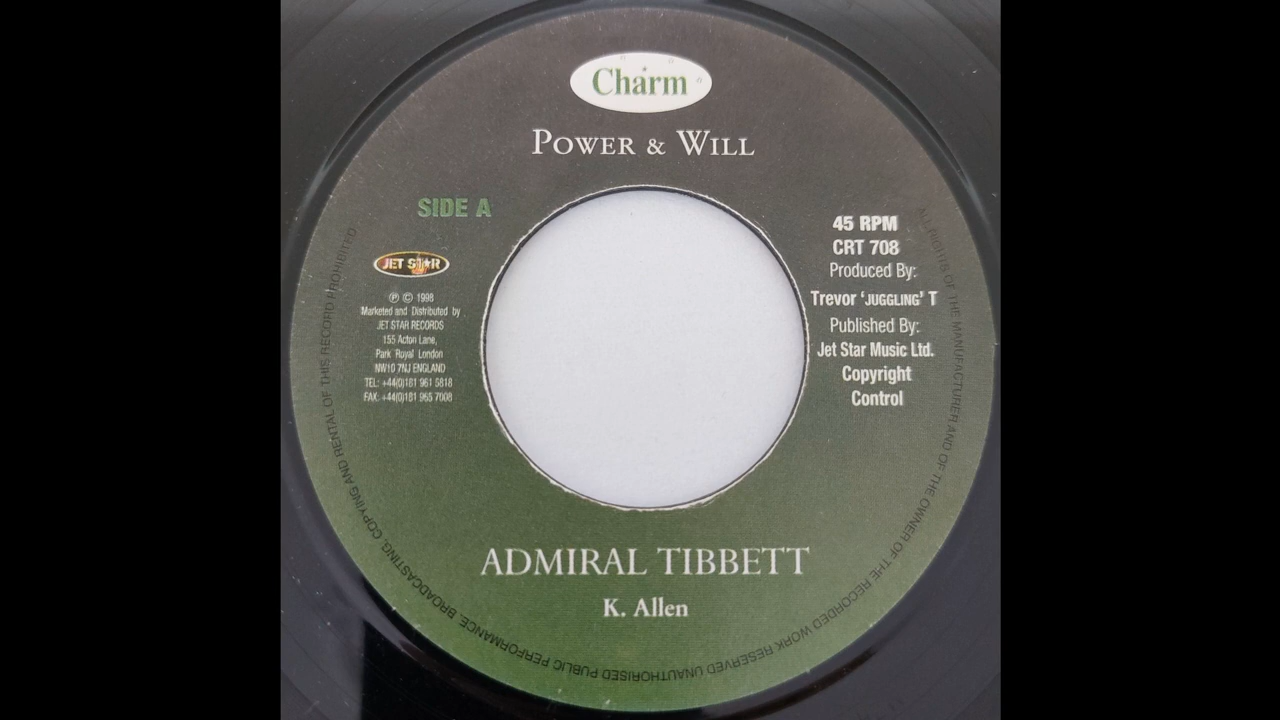 Charm
POWER & WILL
SIDE A
JET STAR
℗ © 1998
Marketed and Distributed by
JET STAR RECORDS
155 Acton Lane,
Park Royal London
NW10 7NJ ENGLAND
TEL: +44(0)181 961 5818
FAX: +44(0)181 965 7008
45 RPM
CRT 708
Produced By:
Trevor ‘JUGGLING’ T
Published By:
Jet Star Music Ltd.
Copyright
Control
ADMIRAL TIBBETT
K. Allen
ALL RIGHTS OF THE MANUFACTURER AND OF THE OWNER OF THE RECORDED WORK RESERVED UNAUTHORISED PUBLIC PERFORMANCE, BROADCASTING, COPYING AND RENTAL OF THIS RECORD PROHIBITED